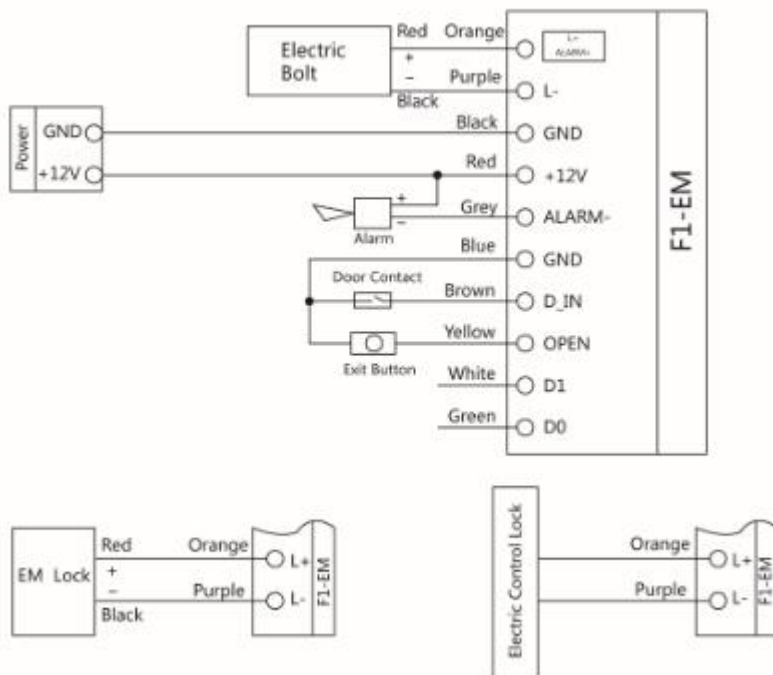 Electric
Bolt
Red Orange
L+
ALARM+
+
−
Purple
L-
Black
Power
GND
Black
GND
+12V
Red
+12V
+
−
Grey
ALARM-
Alarm
Blue
GND
Door Contact
Brown
D_IN
Yellow
OPEN
Exit Button
White
D1
Green
D0
F1-EM
EM Lock
Red Orange
L+
+
−
Purple
L-
Black
F1-EM
Electric Control Lock
Orange
L+
Purple
L-
F1-EM